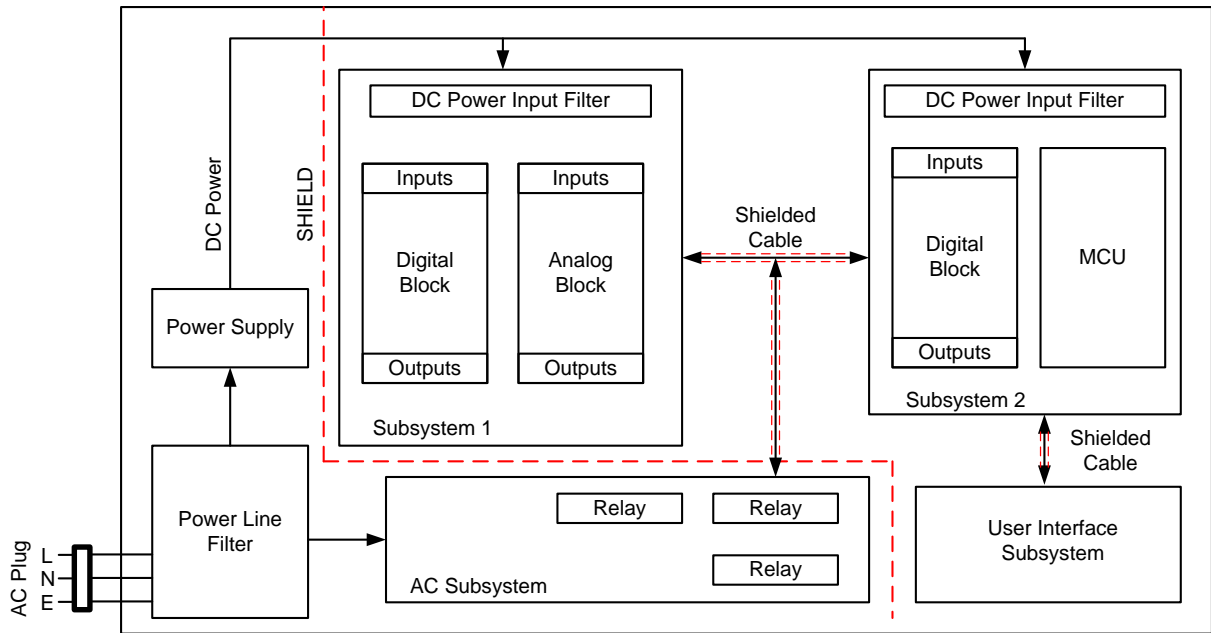 DC Power Input Filter
DC Power Input Filter
Inputs
Inputs
Inputs
DC Power
SHIELD
Shielded
Cable
Digital
Block
Analog
Block
Digital
Block
MCU
Power Supply
Outputs
Outputs
Outputs
Subsystem 1
Subsystem 2
Shielded
Cable
Power Line
Filter
Relay
Relay
Relay
User Interface
Subsystem
AC Subsystem
AC Plug
L
N
E